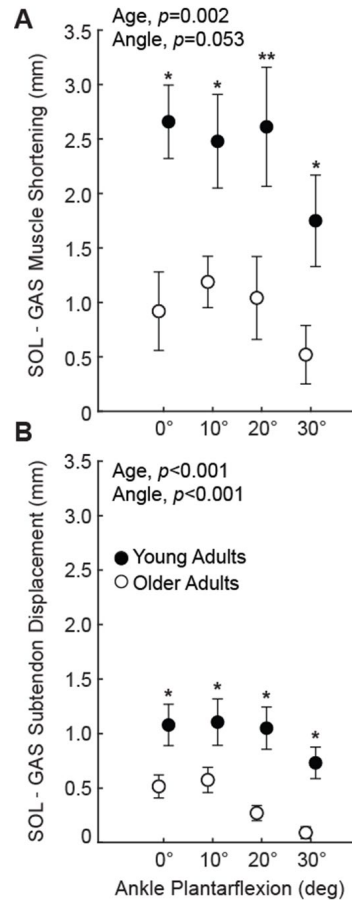 A
Age, p=0.002
Angle, p=0.053
SOL - GAS Muscle Shortening (mm)
3.5
3.0
2.5
2.0
1.5
1.0
0.5
0
* * ** *
0° 10° 20° 30°
B
Age, p<0.001
Angle, p<0.001
Young Adults
Older Adults
SOL - GAS Subtendon Displacement (mm)
3.5
3.0
2.5
2.0
1.5
1.0
0.5
0
* * * *
0° 10° 20° 30°
Ankle Plantarflexion (deg)